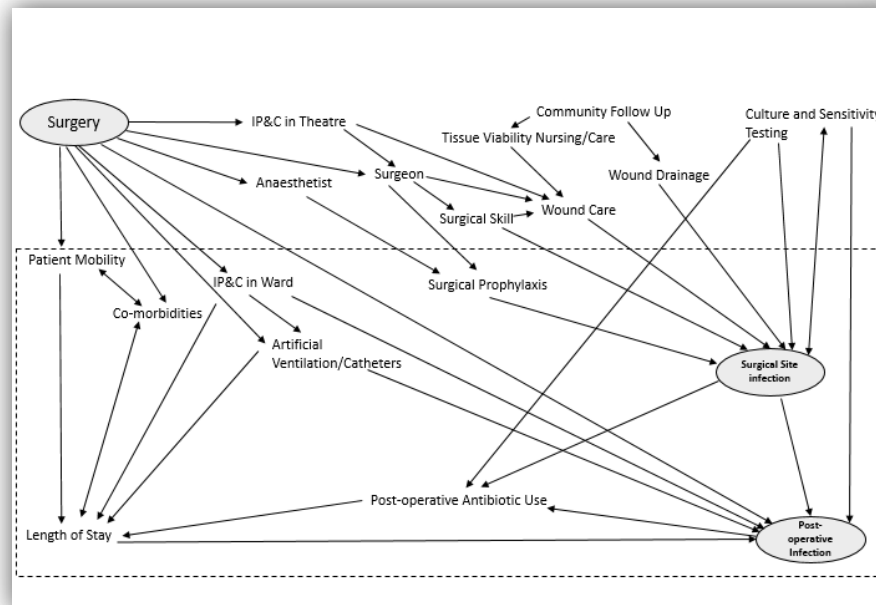 Surgery
IP&C in Theatre
Community Follow Up
Culture and Sensitivity
Testing
Tissue Viability Nursing/Care
Anaesthetist
Surgeon
Wound Drainage
Surgical Skill
Wound Care
Patient Mobility
IP&C in Ward
Surgical Prophylaxis
Co-morbidities
Artificial
Ventilation/Catheters
Surgical Site
infection
Post-operative Antibiotic Use
Length of Stay
Post-
operative
Infection